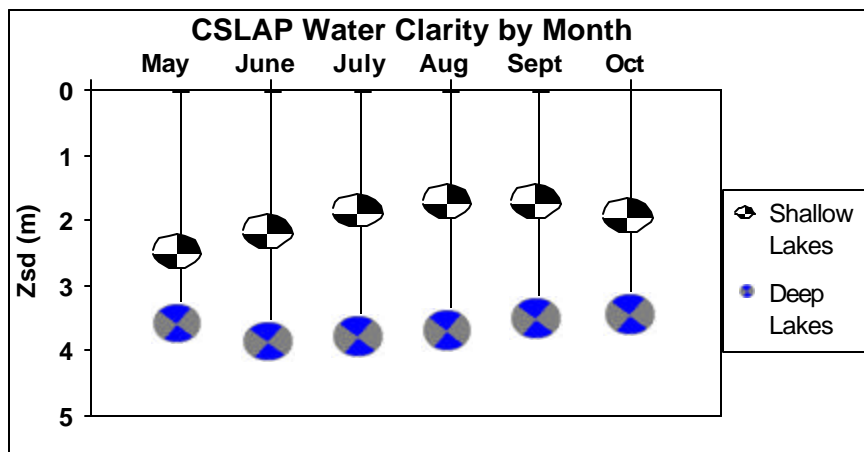 CSLAP Water Clarity by Month
May June July Aug Sept Oct
0
1
2
3
4
5
Zsd (m)
Shallow
Lakes
Deep
Lakes